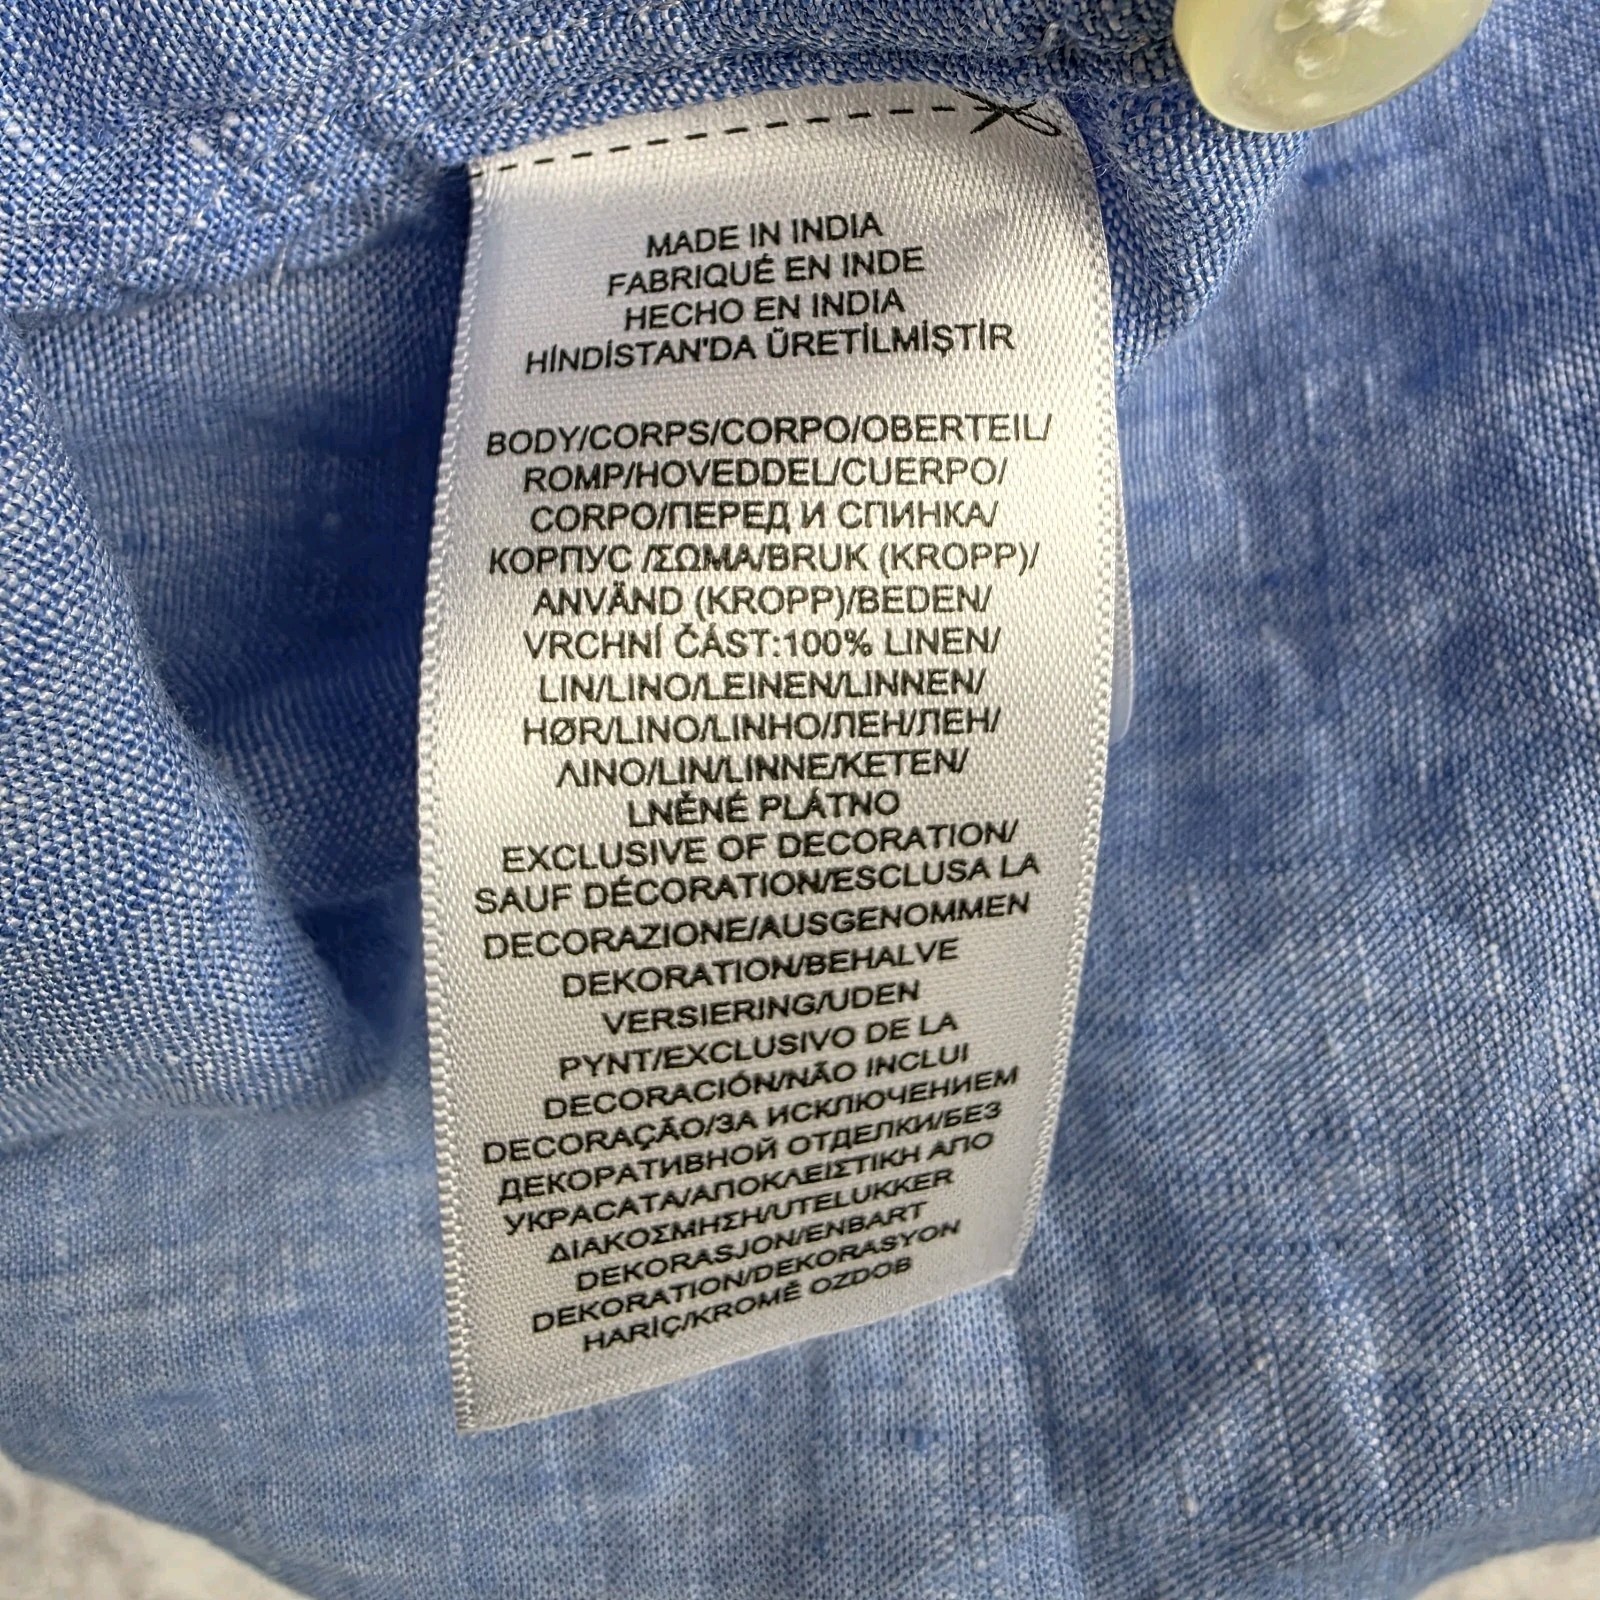 MADE IN INDIA
FABRIQUÉ EN INDE
HECHO EN INDIA
HİNDİSTAN'DA ÜRETİLMİŞTİR
BODY/CORPS/CORPO/OBERTEIL/
ROMP/HOVEDDEL/CUERPO/
CORPO/ПЕРЕД И СПИНКА/
КОРПУС /ΣΩΜΑ/BRUK (KROPP)/
ANVÄND (KROPP)/BEDEN/
VRCHNÍ ČÁST:100% LINEN/
LIN/LINO/LEINEN/LINNEN/
HØR/LINO/LINHO/ЛЕН/ЛЕН/
ΛΙΝΟ/LIN/LINNE/KETEN/
LNĚNÉ PLÁTNO
EXCLUSIVE OF DECORATION/
SAUF DÉCORATION/ESCLUSA LA
DECORAZIONE/AUSGENOMMEN
DEKORATION/BEHALVE
VERSIERING/UDEN
PYNT/EXCLUSIVO DE LA
DECORACIÓN/NÃO INCLUI
DECORAÇÃO/ЗА ИСКЛЮЧЕНИЕМ
ДЕКОРАТИВНОЙ ОТДЕЛКИ/БЕЗ
УКРАСАТА/ΑΠΟΚΛΕΙΣΤΙΚΗ ΑΠΟ
ΔΙΑΚΟΣΜΗΣΗ/UTELUKKER
DEKORASJON/ENBART
DEKORATION/DEKORASYON
HARİÇ/KROMĚ OZDOB